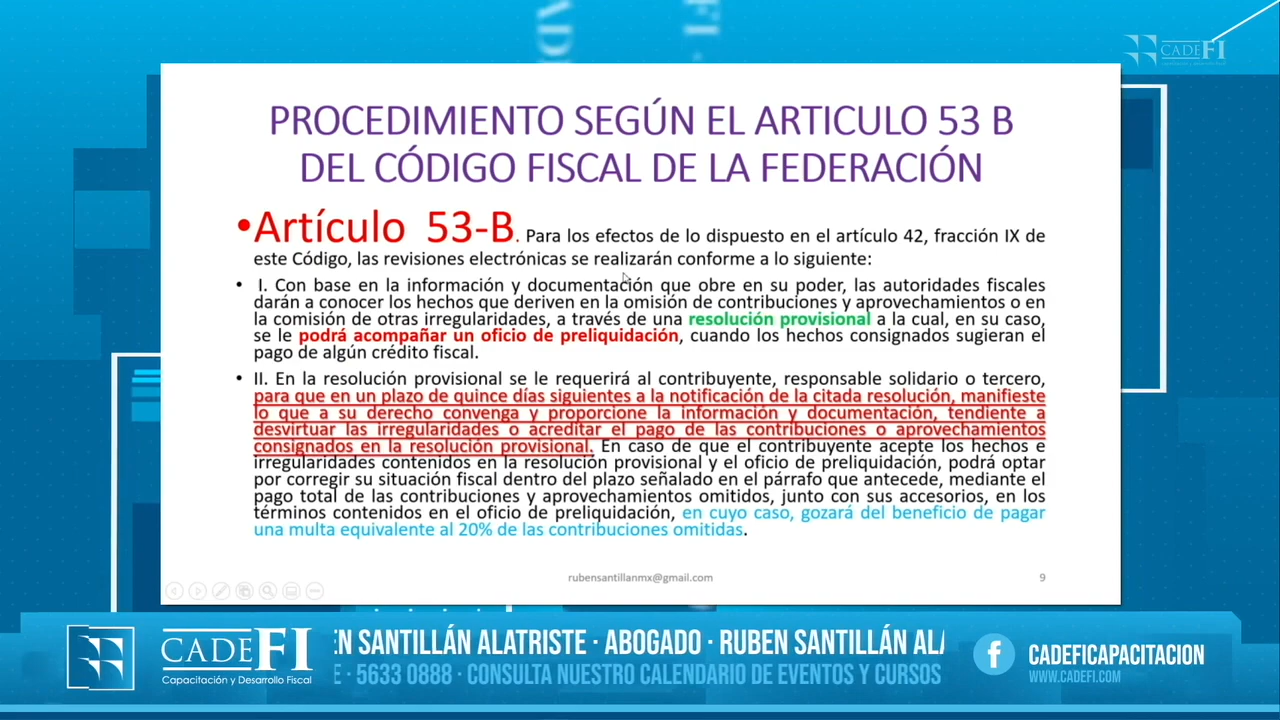 CADEFI
PROCEDIMIENTO SEGÚN EL ARTICULO 53 B
DEL CÓDIGO FISCAL DE LA FEDERACIÓN
•Artículo 53-B. Para los efectos de lo dispuesto en el artículo 42, fracción IX de
este Código, las revisiones electrónicas se realizarán conforme a lo siguiente:
• I. Con base en la información y documentación que obre en su poder, las autoridades fiscales
darán a conocer los hechos que deriven en la omisión de contribuciones y aprovechamientos o en
la comisión de otras irregularidades, a través de una resolución provisional a la cual, en su caso,
se le podrá acompañar un oficio de preliquidación, cuando los hechos consignados sugieran el
pago de algún crédito fiscal.
• II. En la resolución provisional se le requerirá al contribuyente, responsable solidario o tercero,
para que en un plazo de quince días siguientes a la notificación de la citada resolución, manifieste
lo que a su derecho convenga y proporcione la información y documentación, tendiente a
desvirtuar las irregularidades o acreditar el pago de las contribuciones o aprovechamientos
consignados en la resolución provisional. En caso de que el contribuyente acepte los hechos e
irregularidades contenidos en la resolución provisional y el oficio de preliquidación, podrá optar
por corregir su situación fiscal dentro del plazo señalado en el párrafo que antecede, mediante el
pago total de las contribuciones y aprovechamientos omitidos, junto con sus accesorios, en los
términos contenidos en el oficio de preliquidación, en cuyo caso, gozará del beneficio de pagar
una multa equivalente al 20% de las contribuciones omitidas.
rubensantillanmx@gmail.com
9
CADEFI
Capacitación y Desarrollo Fiscal
EN SANTILLÁN ALATRISTE · ABOGADO · RUBEN SANTILLÁN ALA
E · 5633 0888 · CONSULTA NUESTRO CALENDARIO DE EVENTOS Y CURSOS
CADEFICAPACITACION
WWW.CADEFI.COM